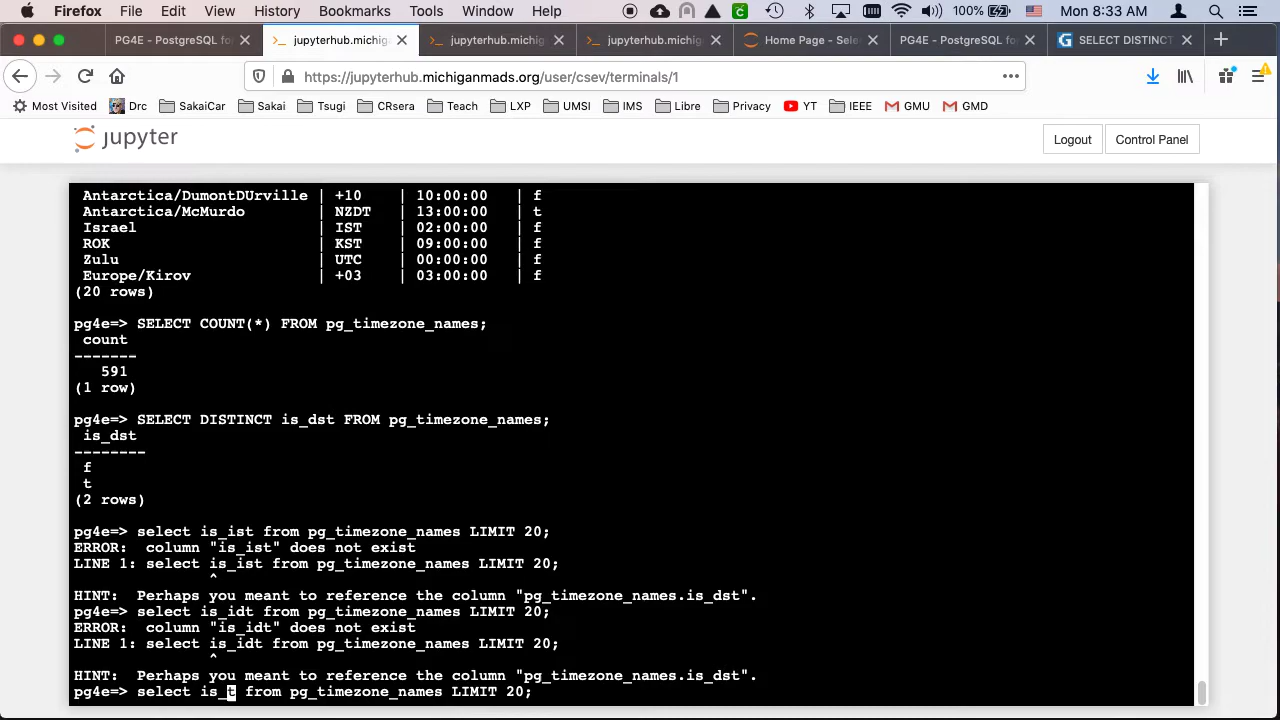 Firefox File Edit View History Bookmarks Tools Window Help 100% Mon 8:33 AM
PG4E - PostgreSQL for jupyterhub.michig jupyterhub.michig jupyterhub.michig Home Page - Sele PG4E - PostgreSQL for SELECT DISTINCT
https://jupyterhub.michiganmads.org/user/csev/terminals/1
Most Visited Drc SakaiCar Sakai Tsugi CRsera Teach LXP UMSI IMS Libre Privacy YT IEEE GMU GMD
jupyter Logout Control Panel
Antarctica/DumontDUrville | +10 | 10:00:00 | f
Antarctica/McMurdo | NZDT | 13:00:00 | t
Israel | IST | 02:00:00 | f
ROK | KST | 09:00:00 | f
Zulu | UTC | 00:00:00 | f
Europe/Kirov | +03 | 03:00:00 | f
(20 rows)
pg4e=> SELECT COUNT(*) FROM pg_timezone_names;
count
-------
591
(1 row)
pg4e=> SELECT DISTINCT is_dst FROM pg_timezone_names;
is_dst
--------
f
t
(2 rows)
pg4e=> select is_ist from pg_timezone_names LIMIT 20;
ERROR: column "is_ist" does not exist
LINE 1: select is_ist from pg_timezone_names LIMIT 20;
^
HINT: Perhaps you meant to reference the column "pg_timezone_names.is_dst".
pg4e=> select is_idt from pg_timezone_names LIMIT 20;
ERROR: column "is_idt" does not exist
LINE 1: select is_idt from pg_timezone_names LIMIT 20;
^
HINT: Perhaps you meant to reference the column "pg_timezone_names.is_dst".
pg4e=> select is_t from pg_timezone_names LIMIT 20;